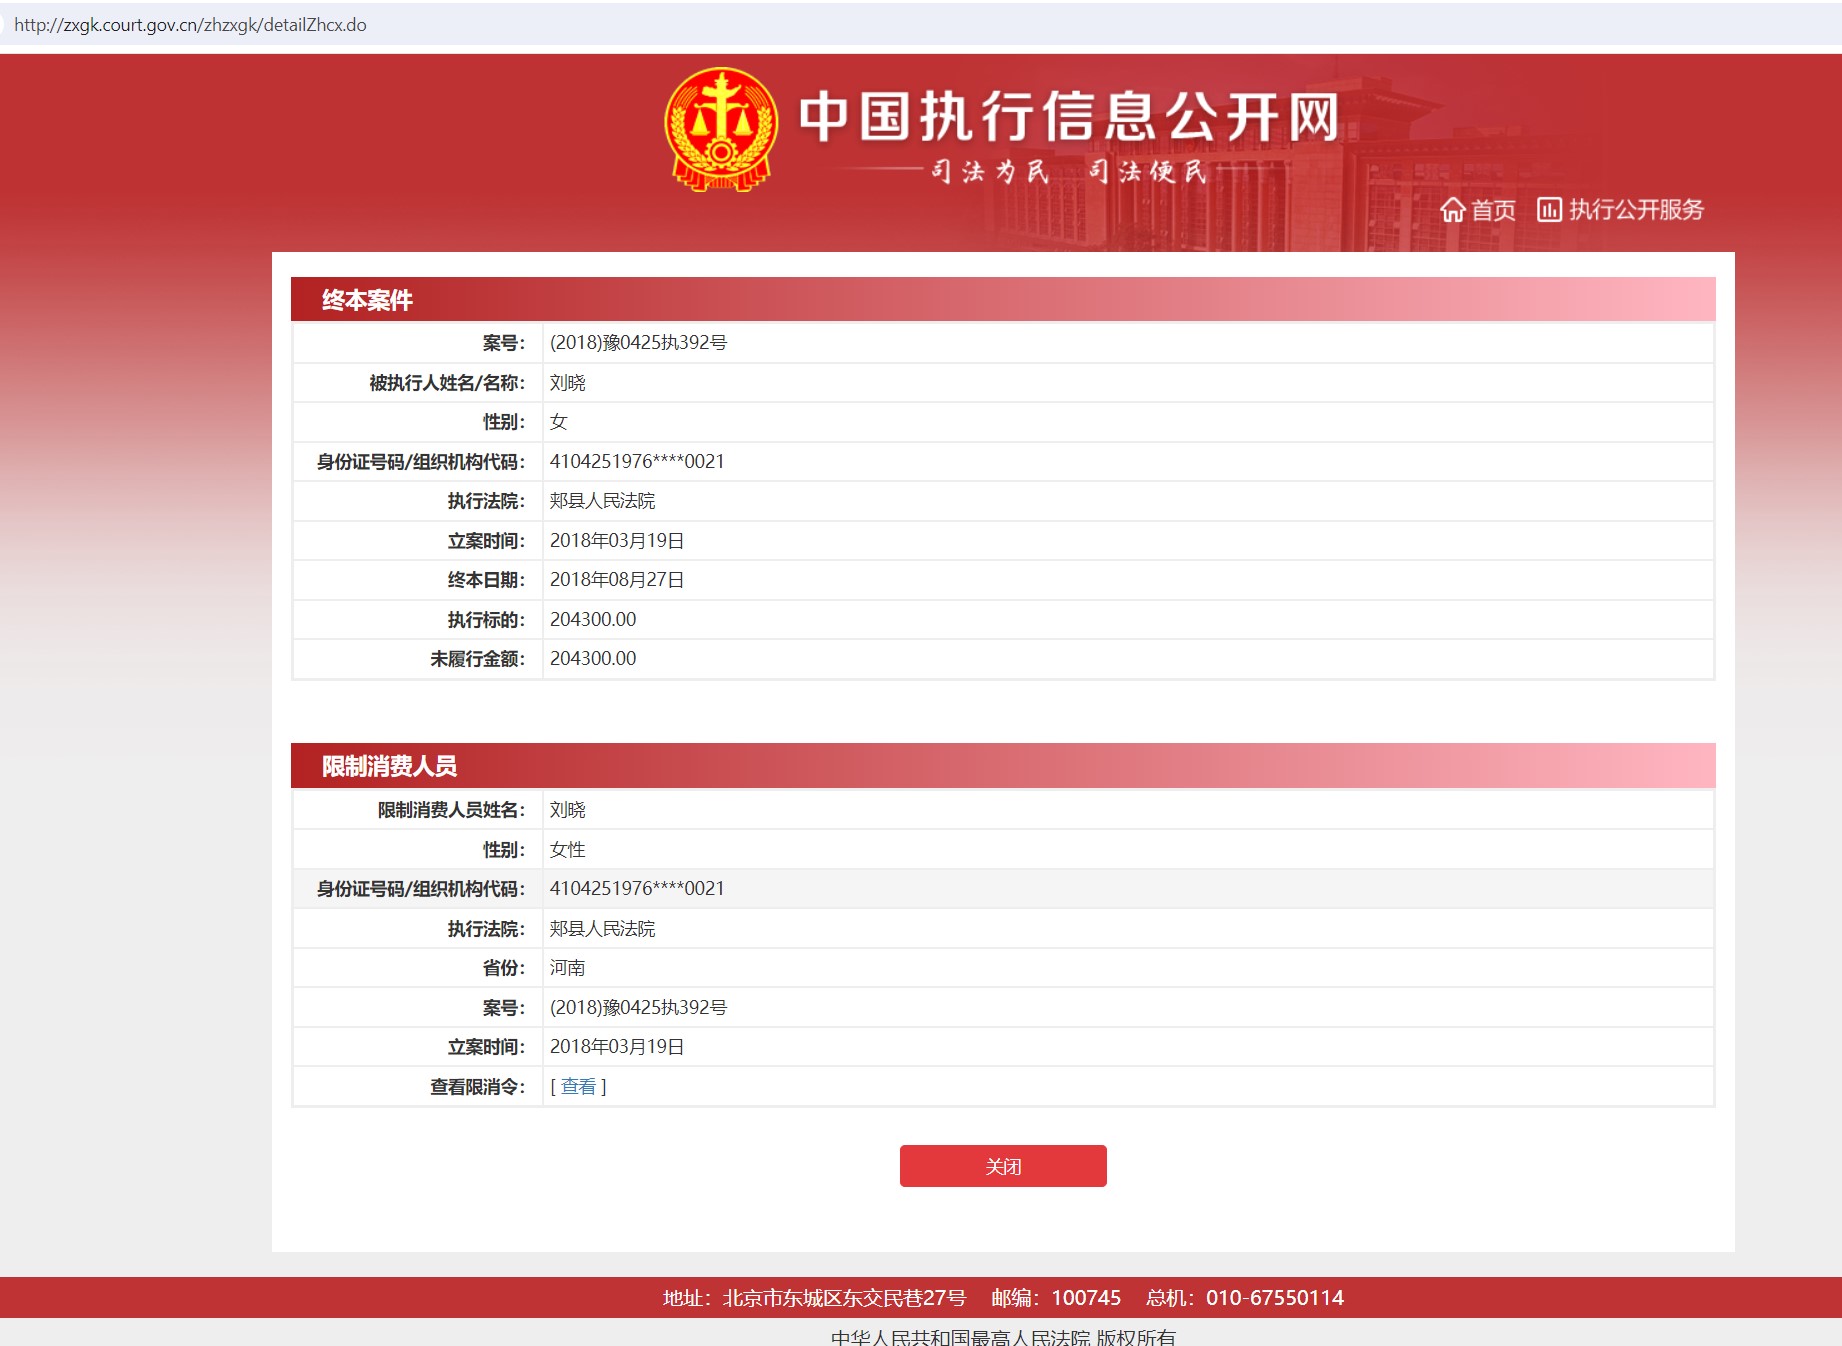 http://zxgk.court.gov.cn/zhzxgk/detailZhcx.do
中国执行信息公开网
司法为民 司法便民
首页 执行公开服务
终本案件
案号： (2018)豫0425执392号
被执行人姓名/名称： 刘晓
性别： 女
身份证号码/组织机构代码： 4104251976****0021
执行法院： 郏县人民法院
立案时间： 2018年03月19日
终本日期： 2018年08月27日
执行标的： 204300.00
未履行金额： 204300.00
限制消费人员
限制消费人员姓名： 刘晓
性别： 女性
身份证号码/组织机构代码： 4104251976****0021
执行法院： 郏县人民法院
省份： 河南
案号： (2018)豫0425执392号
立案时间： 2018年03月19日
查看限消令： [ 查看 ]
关闭
地址：北京市东城区东交民巷27号 邮编：100745 总机：010-67550114
中华人民共和国最高人民法院 版权所有